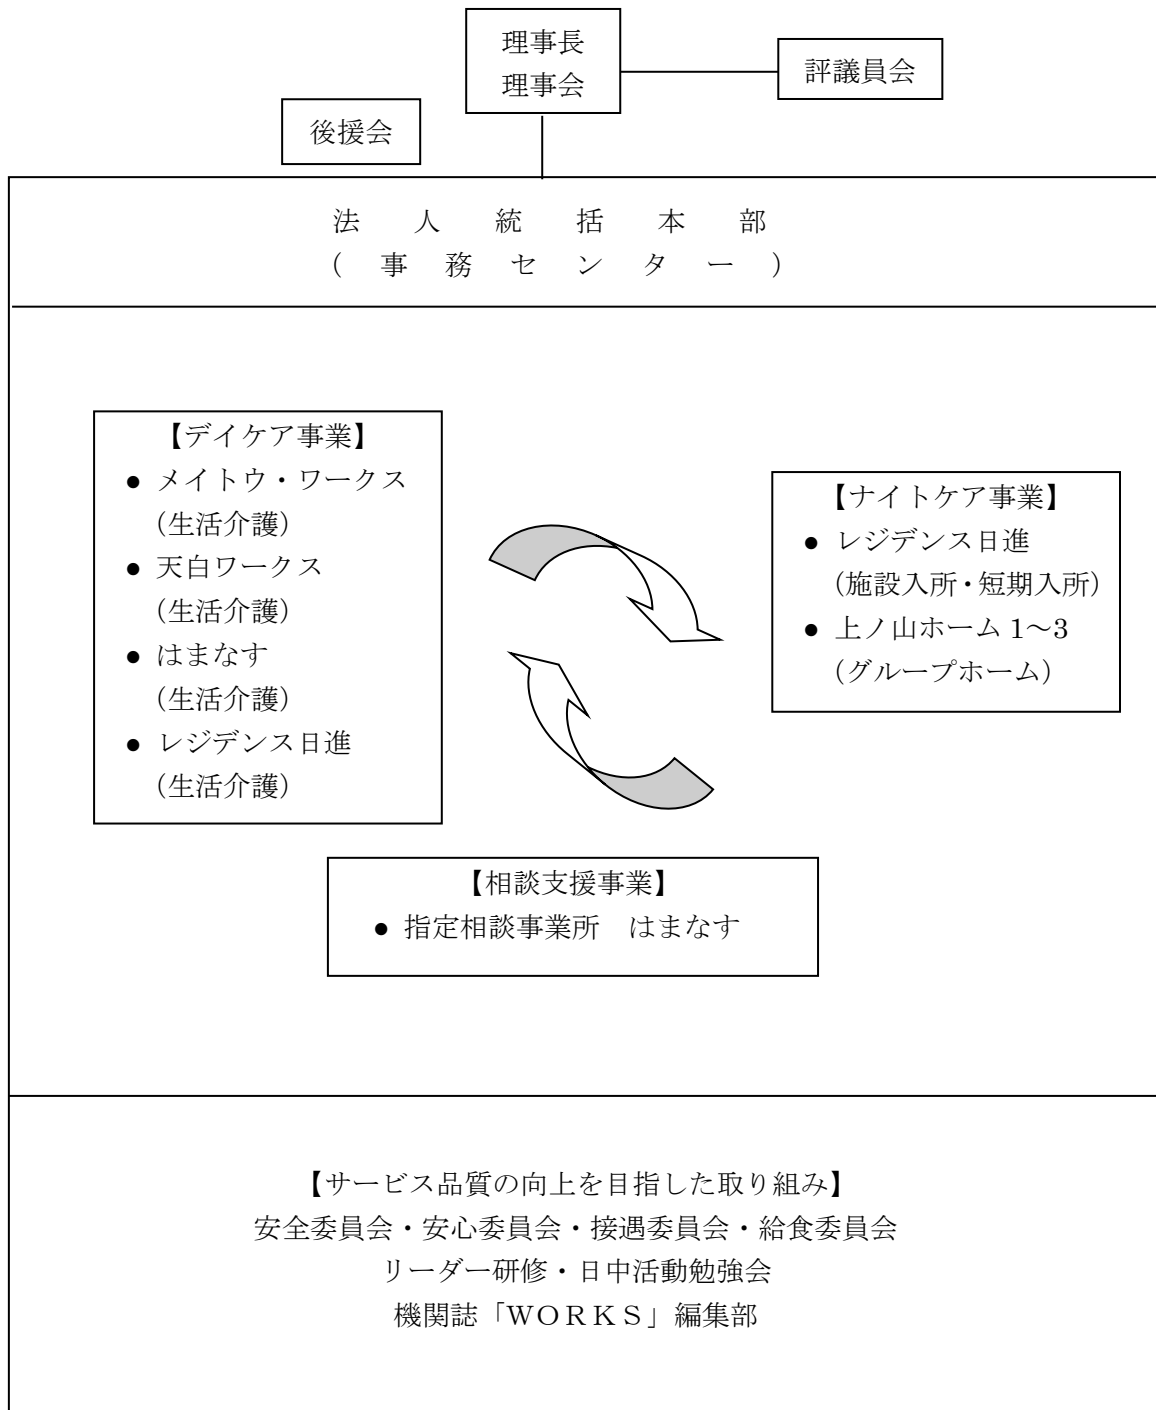 理事長
理事会
評議員会
後援会
法人統括本部
(事務センター)
【デイケア事業】
● メイトウ・ワークス
(生活介護)
● 天白ワークス
(生活介護)
● はまなす
(生活介護)
● レジデンス日進
(生活介護)
【ナイトケア事業】
● レジデンス日進
(施設入所・短期入所)
● 上ノ山ホーム 1~3
(グループホーム)
【相談支援事業】
● 指定相談事業所　はまなす
【サービス品質の向上を目指した取り組み】
安全委員会・安心委員会・接遇委員会・給食委員会
リーダー研修・日中活動勉強会
機関誌「WORKS」編集部